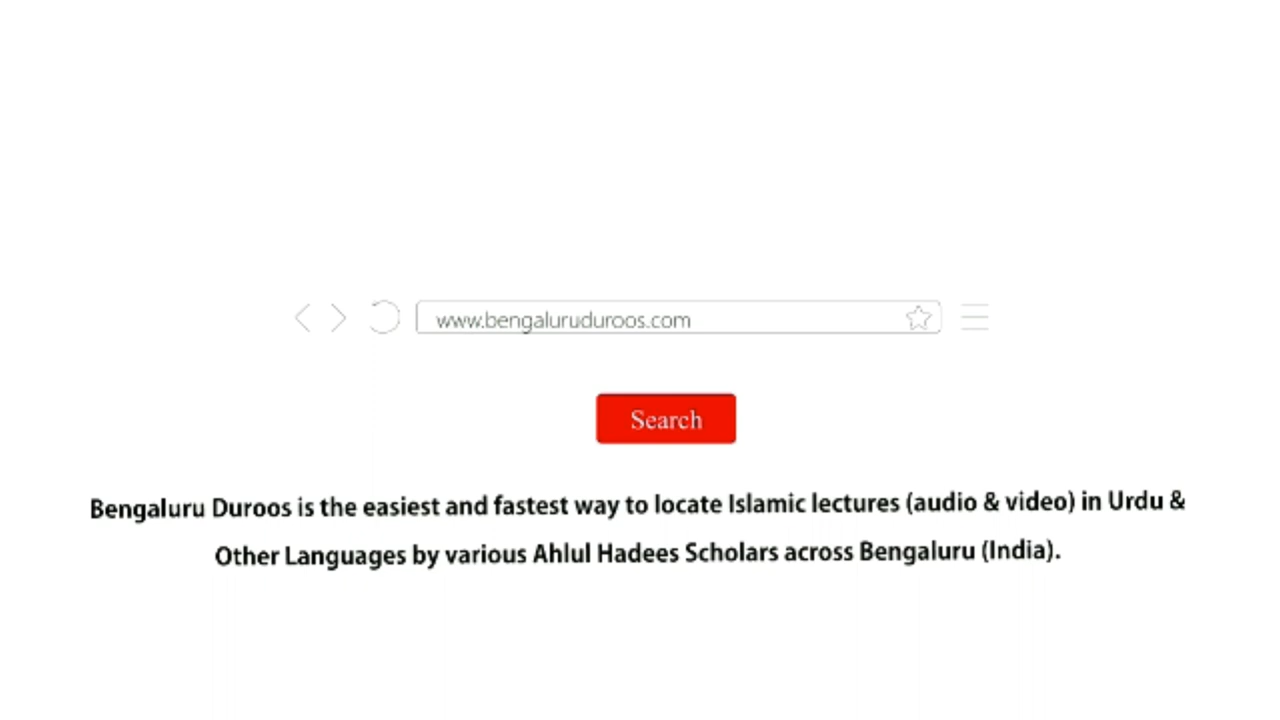 www.bengaluruduroos.com
Search
Bengaluru Duroos is the easiest and fastest way to locate Islamic lectures (audio & video) in Urdu &
Other Languages by various Ahlul Hadees Scholars across Bengaluru (India).